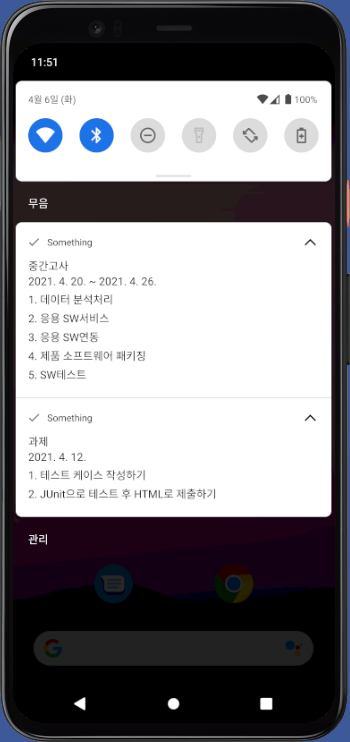 11:51
4월 6일 (화)
100%
무음
Something
중간고사
2021. 4. 20. ~ 2021. 4. 26.
1. 데이터 분석처리
2. 응용 SW서비스
3. 응용 SW연동
4. 제품 소프트웨어 패키징
5. SW테스트
Something
과제
2021. 4. 12.
1. 테스트 케이스 작성하기
2. JUnit으로 테스트 후 HTML로 제출하기
관리